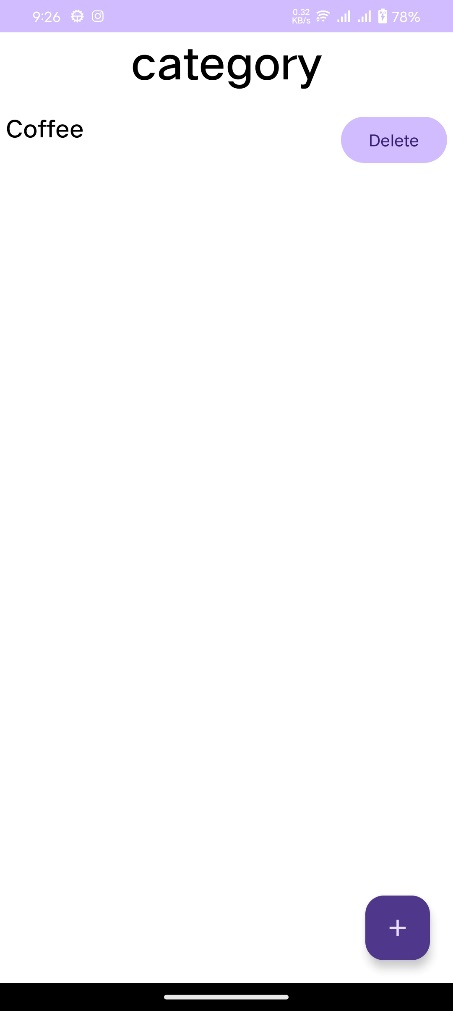 9:26 0.32 KB/s 78%
category
Coffee Delete
+